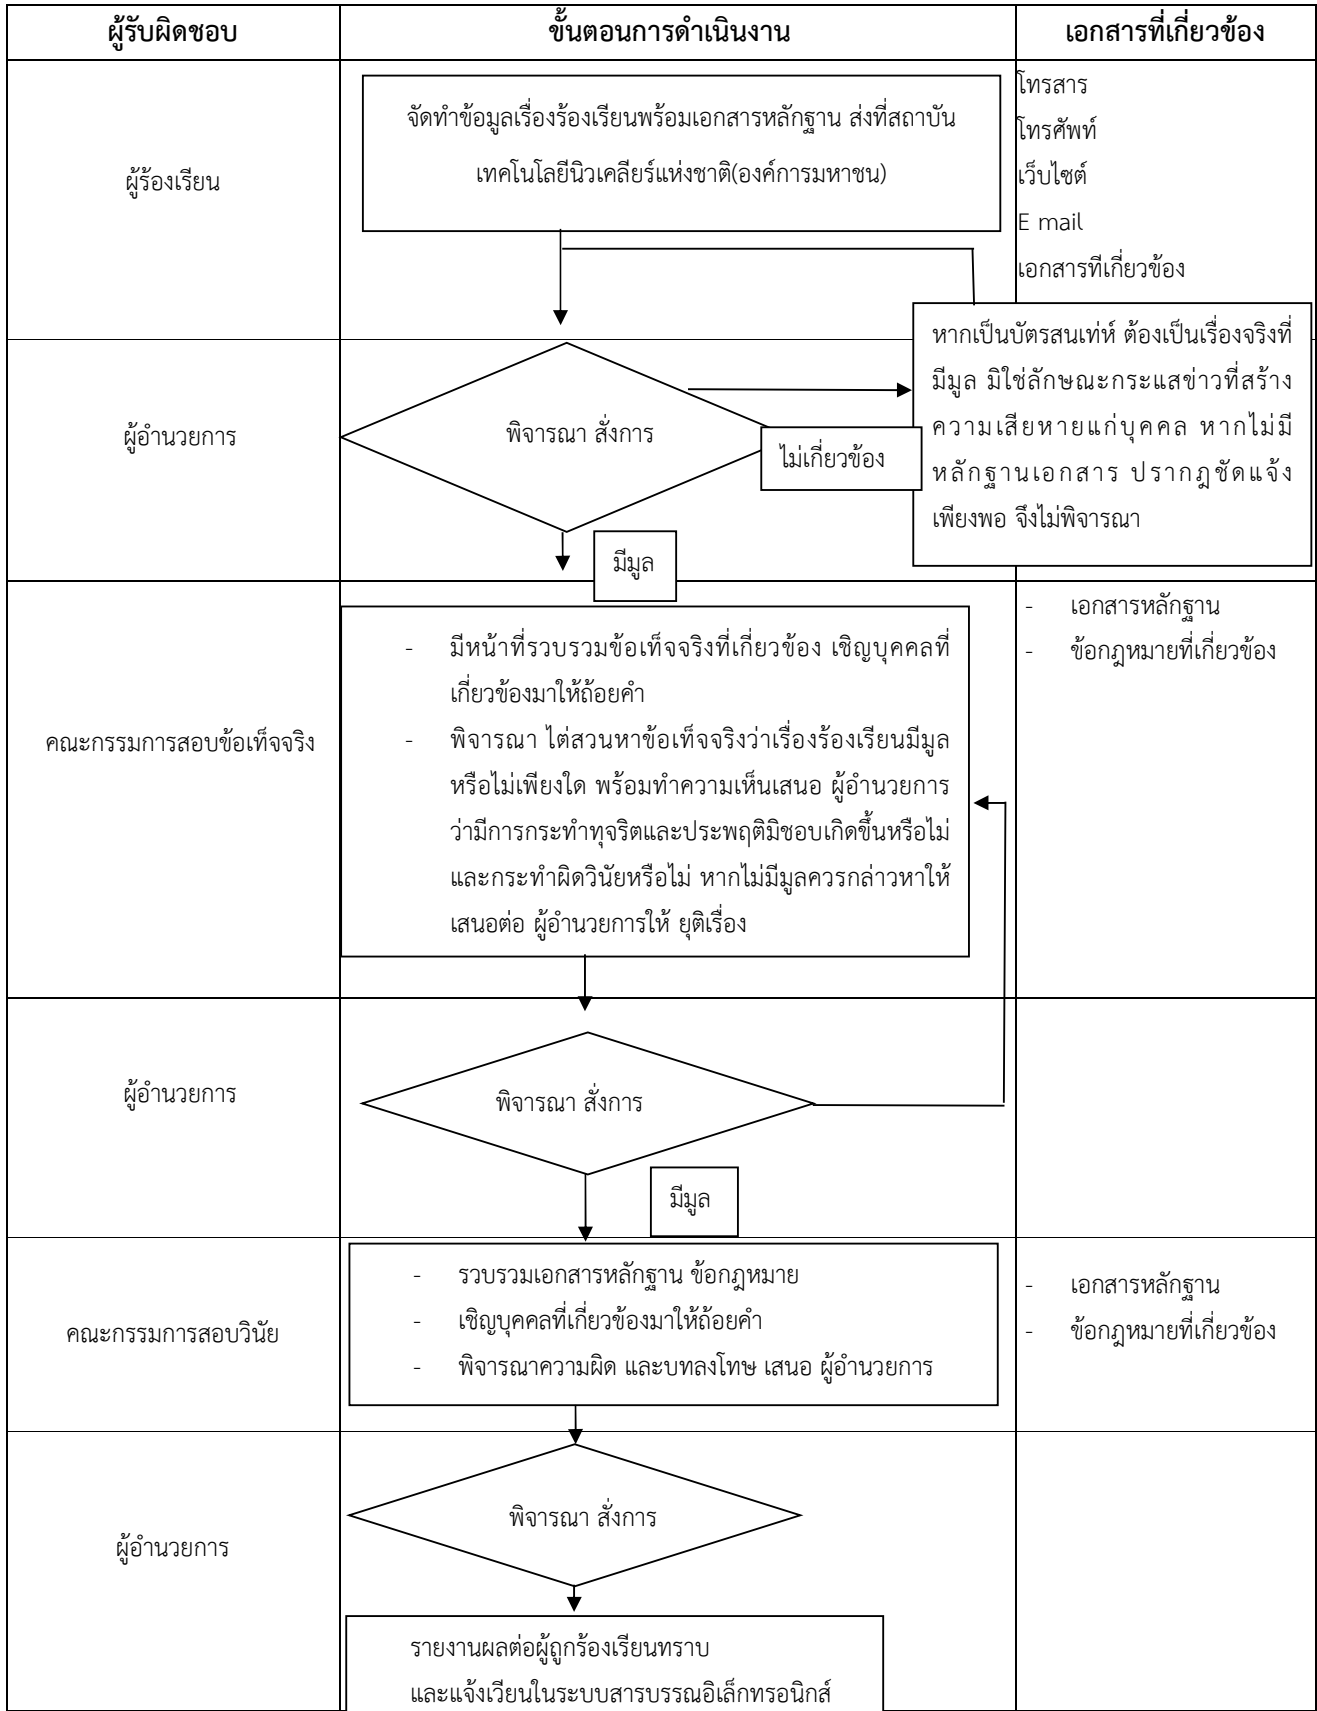 ผู้รับผิดชอบ
ขั้นตอนการดำเนินงาน
เอกสารที่เกี่ยวข้อง
ผู้ร้องเรียน
จัดทำข้อมูลเรื่องร้องเรียนพร้อมเอกสารหลักฐาน ส่งที่สถาบัน
เทคโนโลยีนิวเคลียร์แห่งชาติ(องค์การมหาชน)
โทรสาร
โทรศัพท์
เว็บไซต์
E mail
เอกสารทีเกี่ยวข้อง
ผู้อำนวยการ
พิจารณา สั่งการ
ไม่เกี่ยวข้อง
หากเป็นบัตรสนเท่ห์ ต้องเป็นเรื่องจริงที่
มีมูล มิใช่ลักษณะกระแสข่าวที่สร้าง
ความเสียหายแก่บุคคล หากไม่มี
หลักฐานเอกสาร ปรากฏชัดแจ้ง
เพียงพอ จึงไม่พิจารณา
มีมูล
คณะกรรมการสอบข้อเท็จจริง
- มีหน้าที่รวบรวมข้อเท็จจริงที่เกี่ยวข้อง เชิญบุคคลที่
เกี่ยวข้องมาให้ถ้อยคำ
- พิจารณา ไต่สวนหาข้อเท็จจริงว่าเรื่องร้องเรียนมีมูล
หรือไม่เพียงใด พร้อมทำความเห็นเสนอ ผู้อำนวยการ
ว่ามีการกระทำทุจริตและประพฤติมิชอบเกิดขึ้นหรือไม่
และกระทำผิดวินัยหรือไม่ หากไม่มีมูลควรกล่าวหาให้
เสนอต่อ ผู้อำนวยการให้ ยุติเรื่อง
- เอกสารหลักฐาน
- ข้อกฎหมายที่เกี่ยวข้อง
ผู้อำนวยการ
พิจารณา สั่งการ
มีมูล
คณะกรรมการสอบวินัย
- รวบรวมเอกสารหลักฐาน ข้อกฎหมาย
- เชิญบุคคลที่เกี่ยวข้องมาให้ถ้อยคำ
- พิจารณาความผิด และบทลงโทษ เสนอ ผู้อำนวยการ
- เอกสารหลักฐาน
- ข้อกฎหมายที่เกี่ยวข้อง
ผู้อำนวยการ
พิจารณา สั่งการ
รายงานผลต่อผู้ถูกร้องเรียนทราบ
และแจ้งเวียนในระบบสารบรรณอิเล็กทรอนิกส์